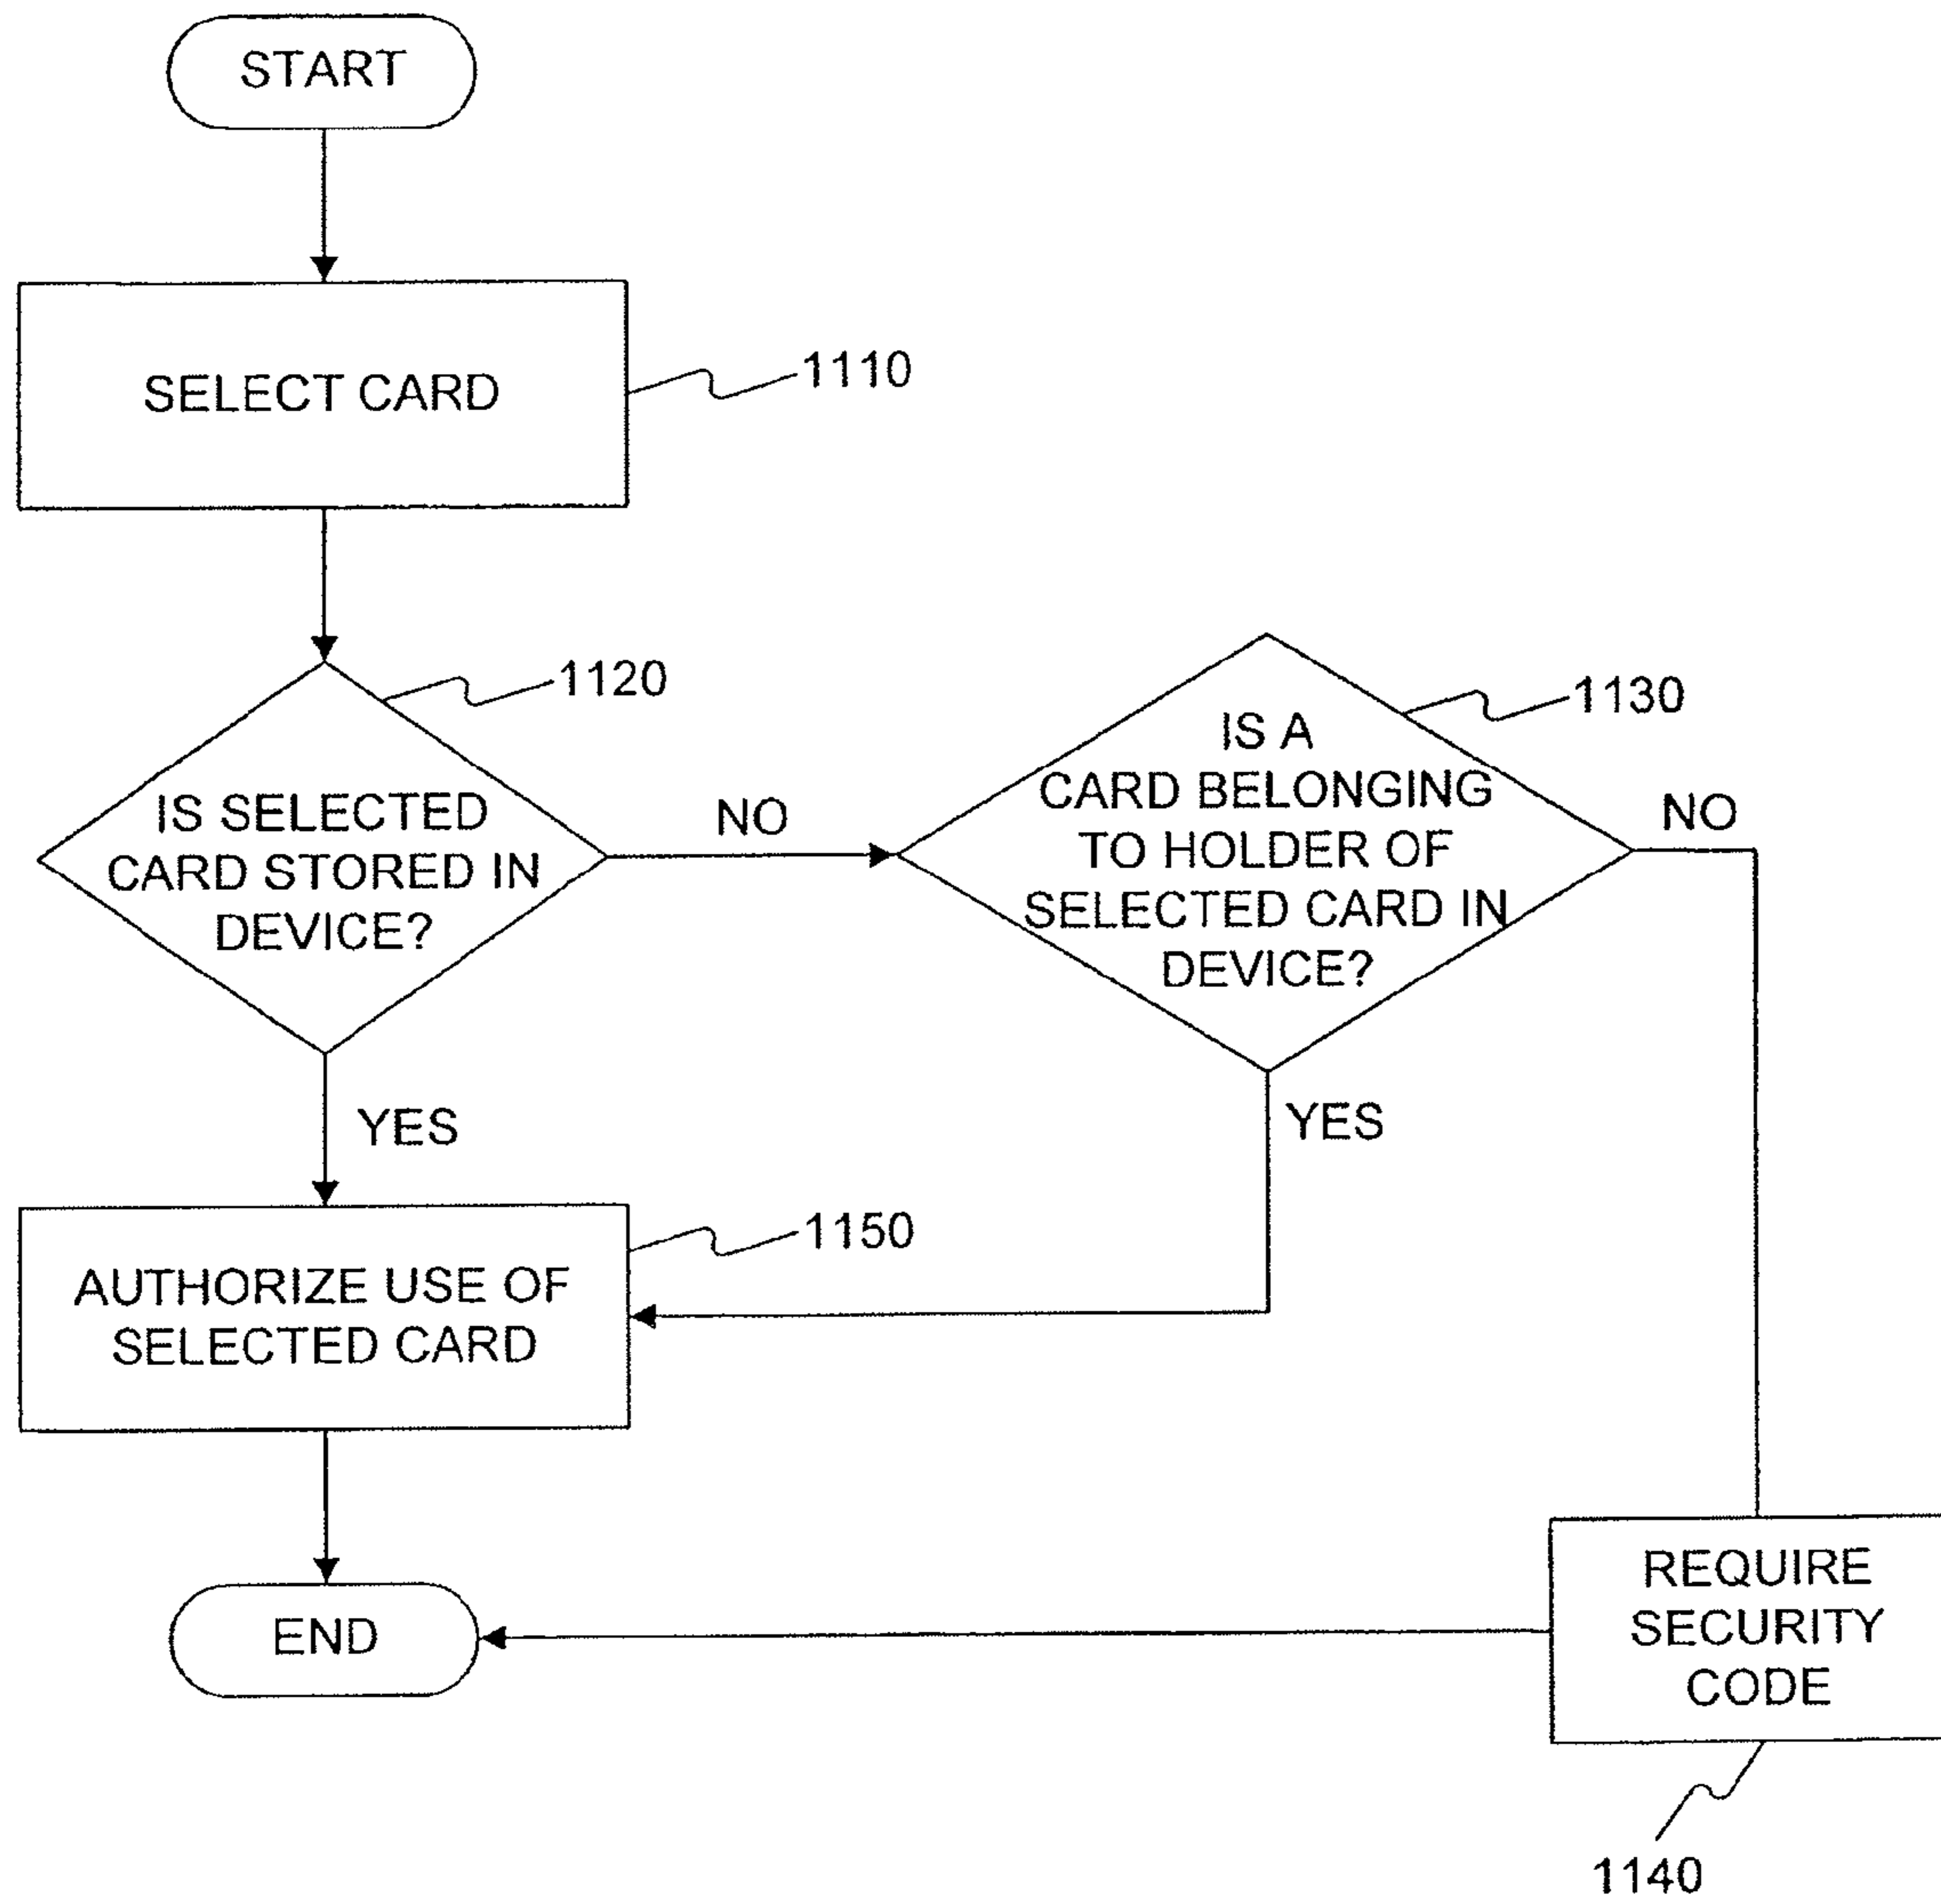 START
SELECT CARD
1110
1120
IS SELECTED
CARD STORED IN
DEVICE?
NO
1130
IS A
CARD BELONGING
TO HOLDER OF
SELECTED CARD IN
DEVICE?
NO
YES
YES
1150
AUTHORIZE USE OF
SELECTED CARD
END
REQUIRE
SECURITY
CODE
1140